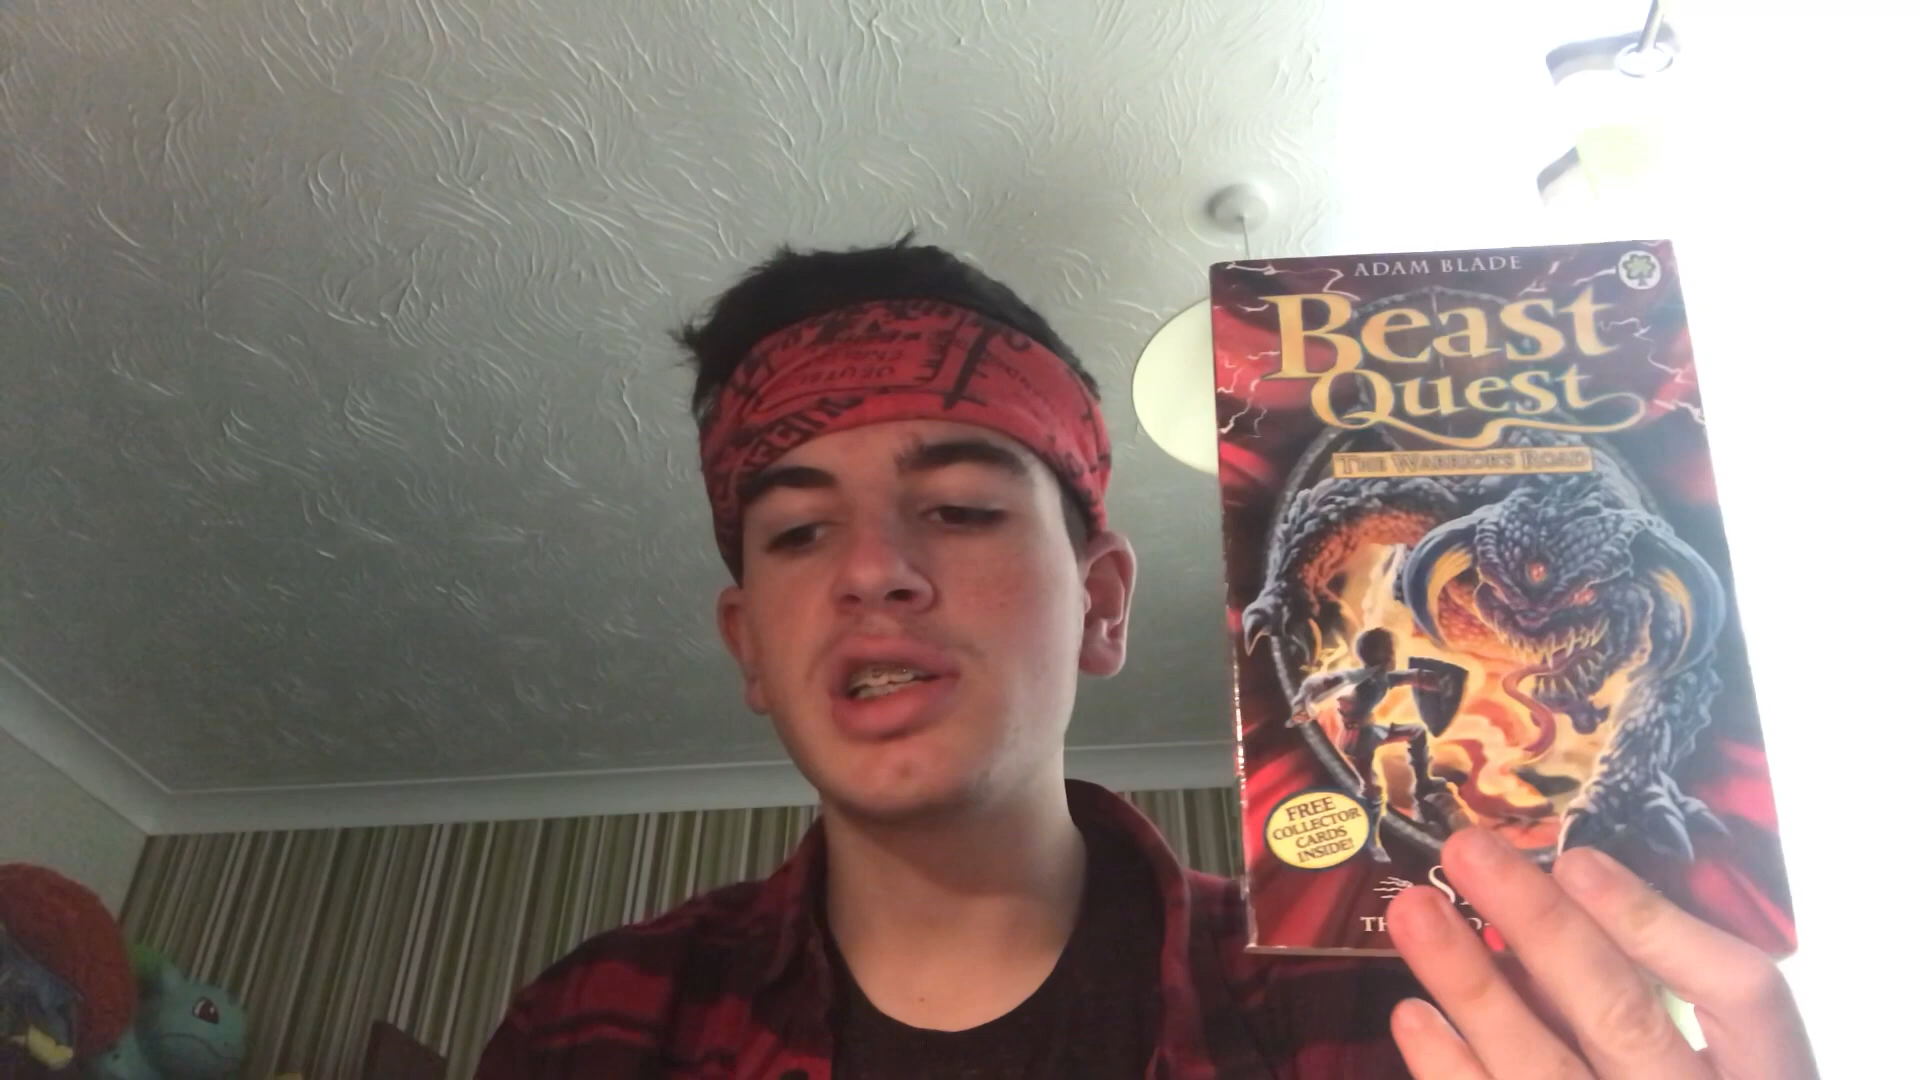 ADAM BLADE
Beast
Quest
THE WARRIOR'S ROAD
FREE
COLLECTOR
CARDS
INSIDE!